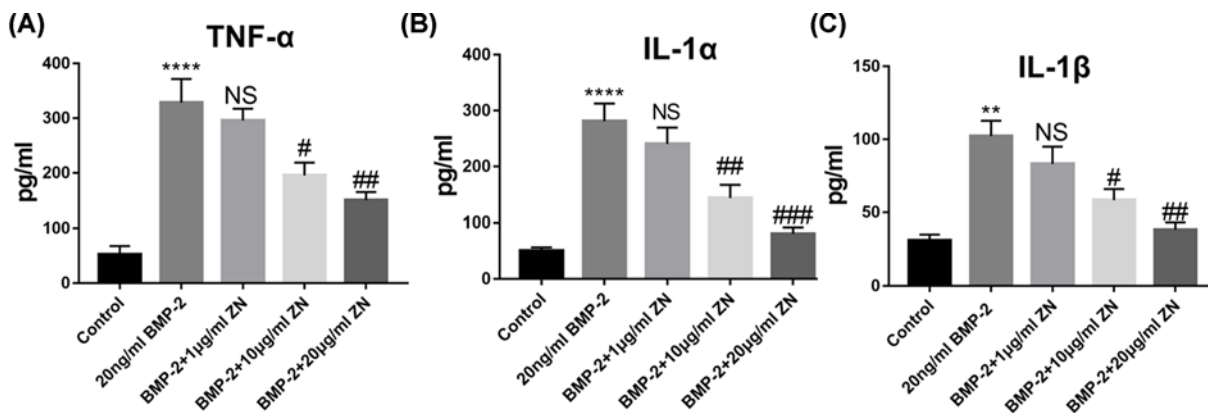 (A)
TNF-α
pg/ml
400
300
200
100
0
****
NS
#
##
Control
20ng/ml BMP-2
BMP-2+1μg/ml ZN
BMP-2+10μg/ml ZN
BMP-2+20μg/ml ZN
(B)
IL-1α
pg/ml
400
300
200
100
0
****
NS
##
###
Control
20ng/ml BMP-2
BMP-2+1μg/ml ZN
BMP-2+10μg/ml ZN
BMP-2+20μg/ml ZN
(C)
IL-1β
pg/ml
150
100
50
0
**
NS
#
##
Control
20ng/ml BMP-2
BMP-2+1μg/ml ZN
BMP-2+10μg/ml ZN
BMP-2+20μg/ml ZN